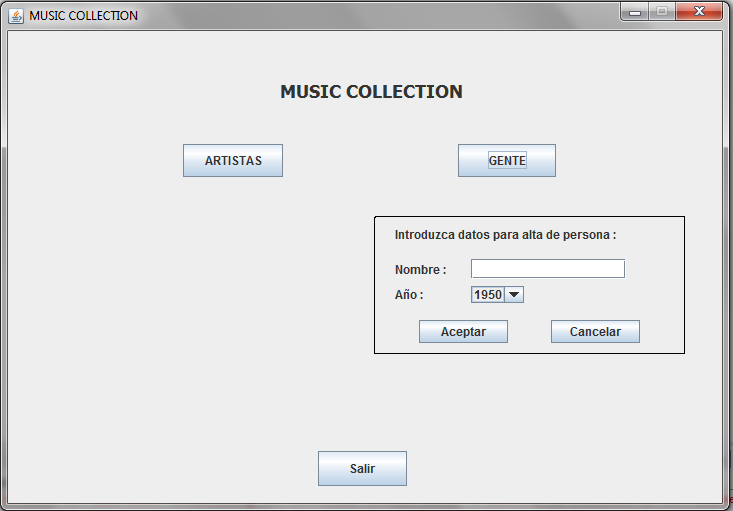 MUSIC COLLECTION
MUSIC COLLECTION
ARTISTAS
GENTE
Introduzca datos para alta de persona :
Nombre :
Año :
1950
Aceptar
Cancelar
Salir